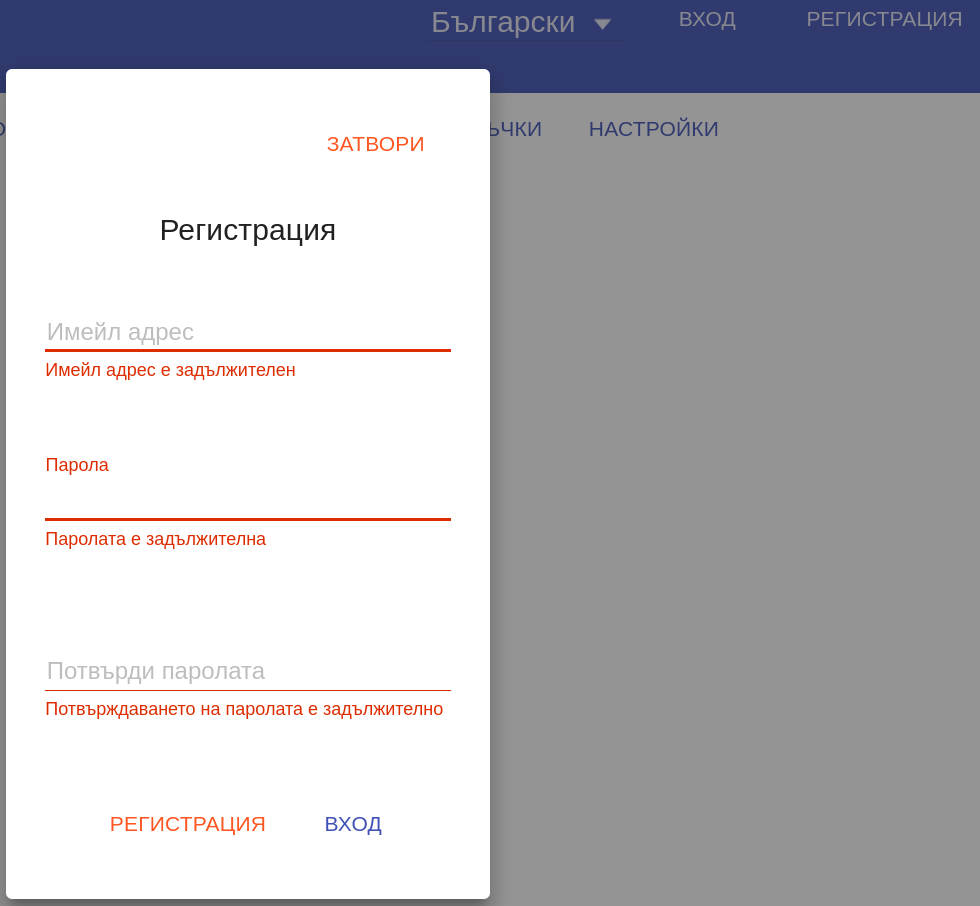 Български
ВХОД
РЕГИСТРАЦИЯ
НАСТРОЙКИ
ЗАТВОРИ
Регистрация
Имейл адрес
Имейл адрес е задължителен
Парола
Паролата е задължителна
Потвърди паролата
Потвърждаването на паролата е задължително
РЕГИСТРАЦИЯ
ВХОД